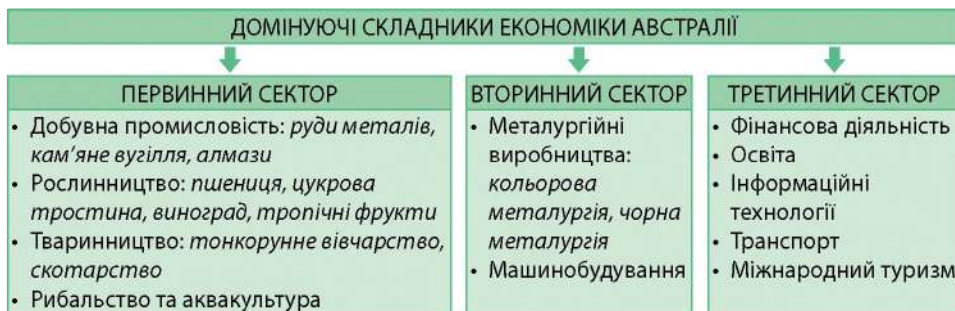 ДОМІНУЮЧІ СКЛАДНИКИ ЕКОНОМІКИ АВСТРАЛІЇ
ПЕРВИННИЙ СЕКТОР
• Добувна промисловість: руди металів,
кам’яне вугілля, алмази
• Рослинництво: пшениця, цукрова
тростина, виноград, тропічні фрукти
• Тваринництво: тонкорунне вівчарство,
скотарство
• Рибальство та аквакультура
ВТОРИННИЙ СЕКТОР
• Металургійні
виробництва:
кольорова
металургія, чорна
металургія
• Машинобудування
ТРЕТИННИЙ СЕКТОР
• Фінансова діяльність
• Освіта
• Інформаційні
технології
• Транспорт
• Міжнародний туризм